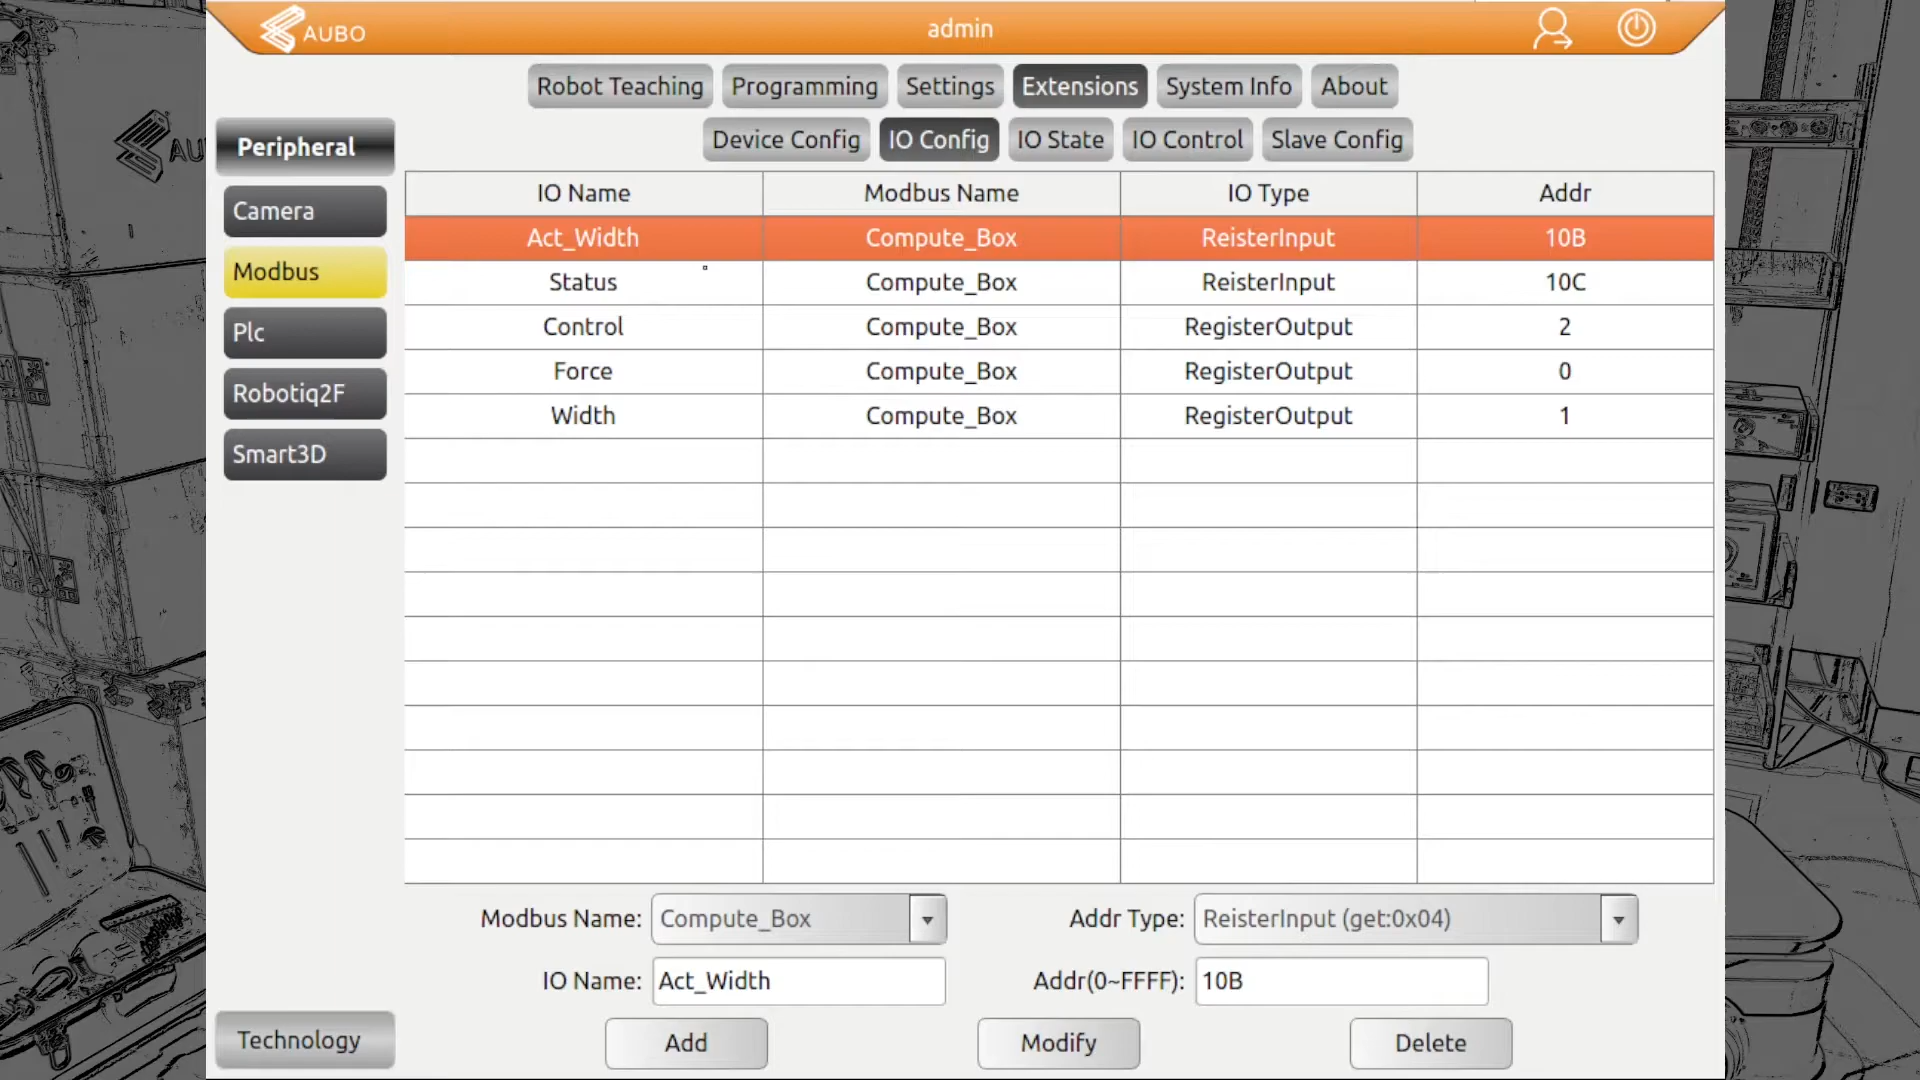 AUBO
admin
Robot Teaching Programming Settings Extensions System Info About
Device Config IO Config IO State IO Control Slave Config
Peripheral
Camera
Modbus
Plc
Robotiq2F
Smart3D
Technology
AU
IO Name Modbus Name IO Type Addr
Act_Width Compute_Box ReisterInput 10B
Status Compute_Box ReisterInput 10C
Control Compute_Box RegisterOutput 2
Force Compute_Box RegisterOutput 0
Width Compute_Box RegisterOutput 1
Modbus Name: Compute_Box Addr Type: ReisterInput (get:0x04)
IO Name: Act_Width Addr(0~FFFF): 10B
Add Modify Delete